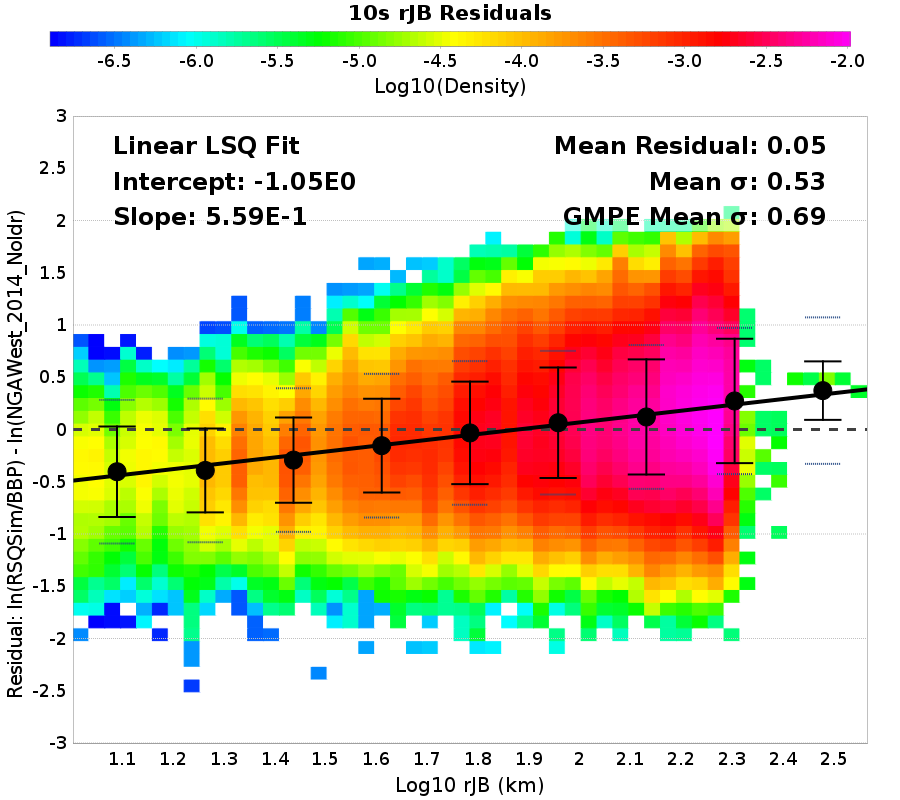 10s rJB Residuals
-6.5 -6.0 -5.5 -5.0 -4.5 -4.0 -3.5 -3.0 -2.5 -2.0
Log10(Density)
Linear LSQ Fit
Intercept: -1.05E0
Slope: 5.59E-1
Mean Residual: 0.05
Mean σ: 0.53
GMPE Mean σ: 0.69
Residual: ln(RSQSim/BBP) - ln(NGAWest_2014_NoIdr)
3
2.5
2
1.5
1
0.5
0
-0.5
-1
-1.5
-2
-2.5
-3
1.1 1.2 1.3 1.4 1.5 1.6 1.7 1.8 1.9 2 2.1 2.2 2.3 2.4 2.5
Log10 rJB (km)